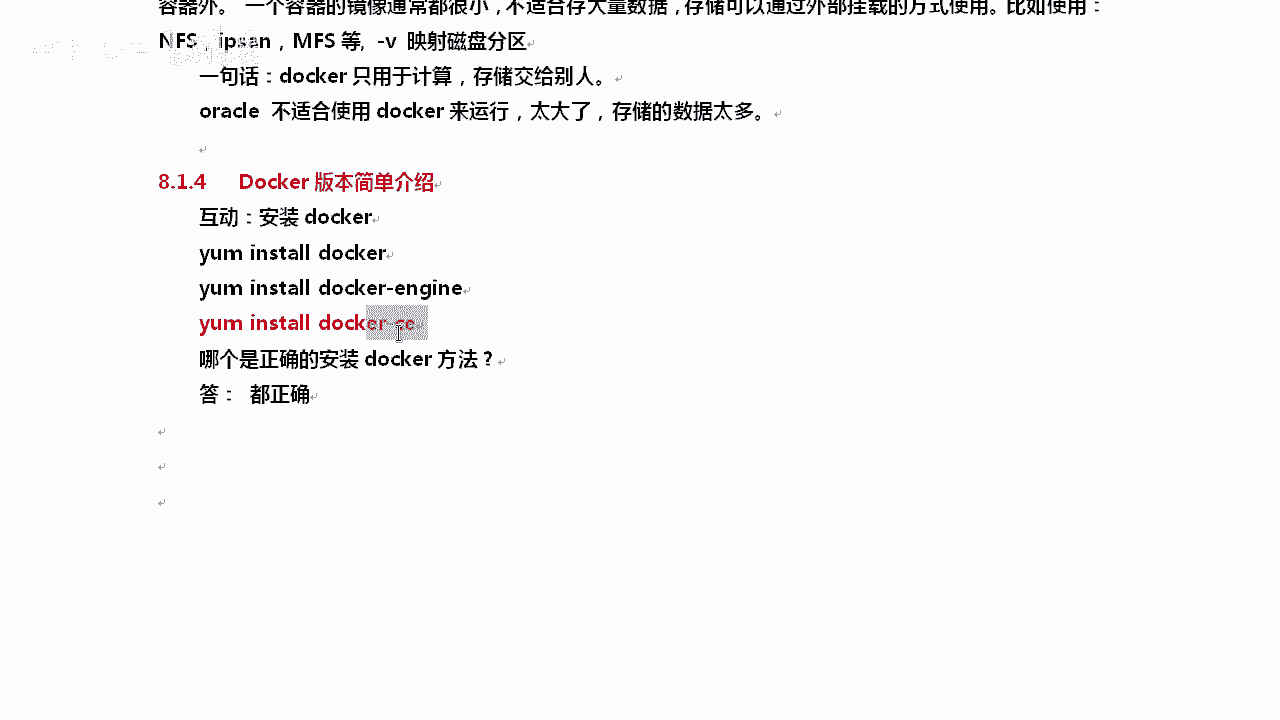 容器外。 一个容器的镜像通常都很小，不适合存大量数据，存储可以通过外部挂载的方式使用。比如使用：
NFS，ipsan，MFS 等, -v 映射磁盘分区
一句话：docker 只用于计算，存储交给别人。
oracle 不适合使用 docker 来运行，太大了，存储的数据太多。
8.1.4 Docker 版本简单介绍
互动：安装 docker
yum install docker
yum install docker-engine
yum install docker-ce
哪个是正确的安装 docker 方法？
答： 都正确